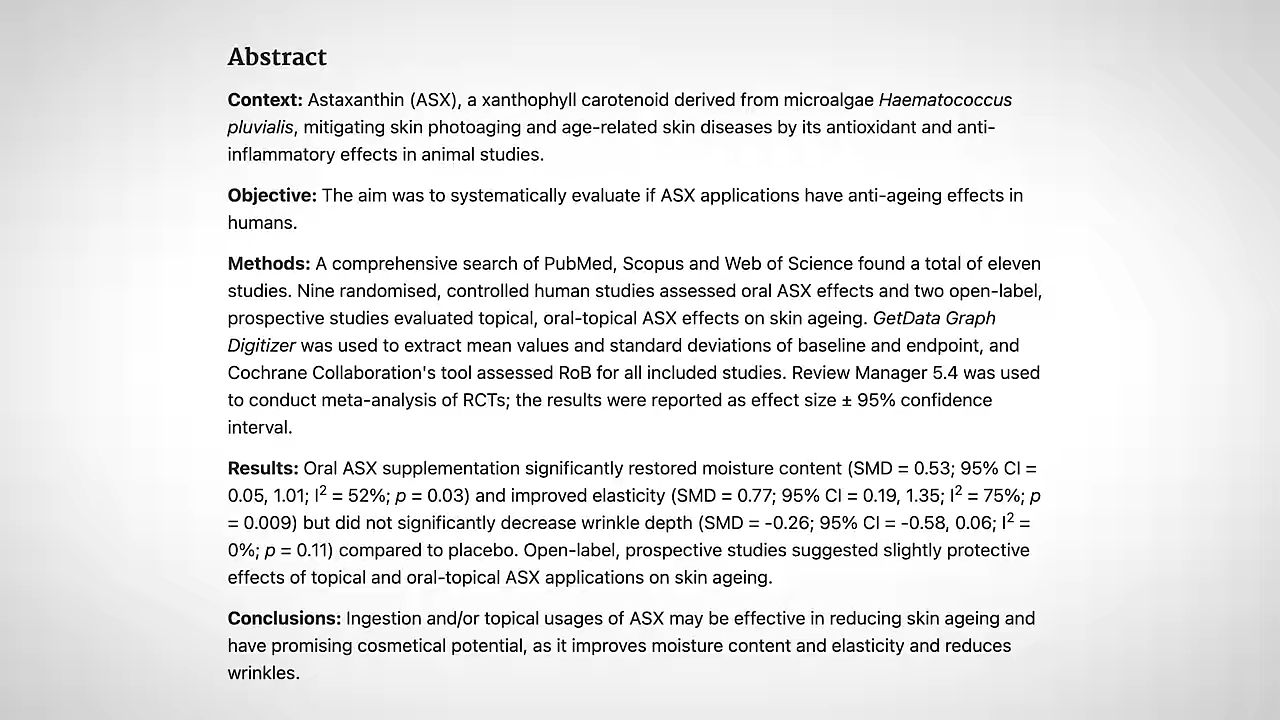 Abstract
Context: Astaxanthin (ASX), a xanthophyll carotenoid derived from microalgae Haematococcus
pluvialis, mitigating skin photoaging and age-related skin diseases by its antioxidant and anti-
inflammatory effects in animal studies.
Objective: The aim was to systematically evaluate if ASX applications have anti-ageing effects in
humans.
Methods: A comprehensive search of PubMed, Scopus and Web of Science found a total of eleven
studies. Nine randomised, controlled human studies assessed oral ASX effects and two open-label,
prospective studies evaluated topical, oral-topical ASX effects on skin ageing. GetData Graph
Digitizer was used to extract mean values and standard deviations of baseline and endpoint, and
Cochrane Collaboration's tool assessed RoB for all included studies. Review Manager 5.4 was used
to conduct meta-analysis of RCTs; the results were reported as effect size ± 95% confidence
interval.
Results: Oral ASX supplementation significantly restored moisture content (SMD = 0.53; 95% CI =
0.05, 1.01; I² = 52%; p = 0.03) and improved elasticity (SMD = 0.77; 95% CI = 0.19, 1.35; I² = 75%; p
= 0.009) but did not significantly decrease wrinkle depth (SMD = -0.26; 95% CI = -0.58, 0.06; I² =
0%; p = 0.11) compared to placebo. Open-label, prospective studies suggested slightly protective
effects of topical and oral-topical ASX applications on skin ageing.
Conclusions: Ingestion and/or topical usages of ASX may be effective in reducing skin ageing and
have promising cosmetical potential, as it improves moisture content and elasticity and reduces
wrinkles.